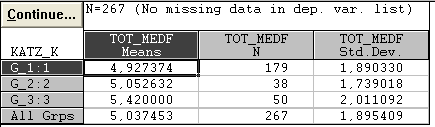 Continue... N=267 (No missing data in dep. var. list)
KATZ_K TOT_MEDF Means TOT_MEDF N TOT_MEDF Std.Dev.
G_1:1 4,927374 179 1,890330
G_2:2 5,052632 38 1,739018
G_3:3 5,420000 50 2,011092
All Grps 5,037453 267 1,895409